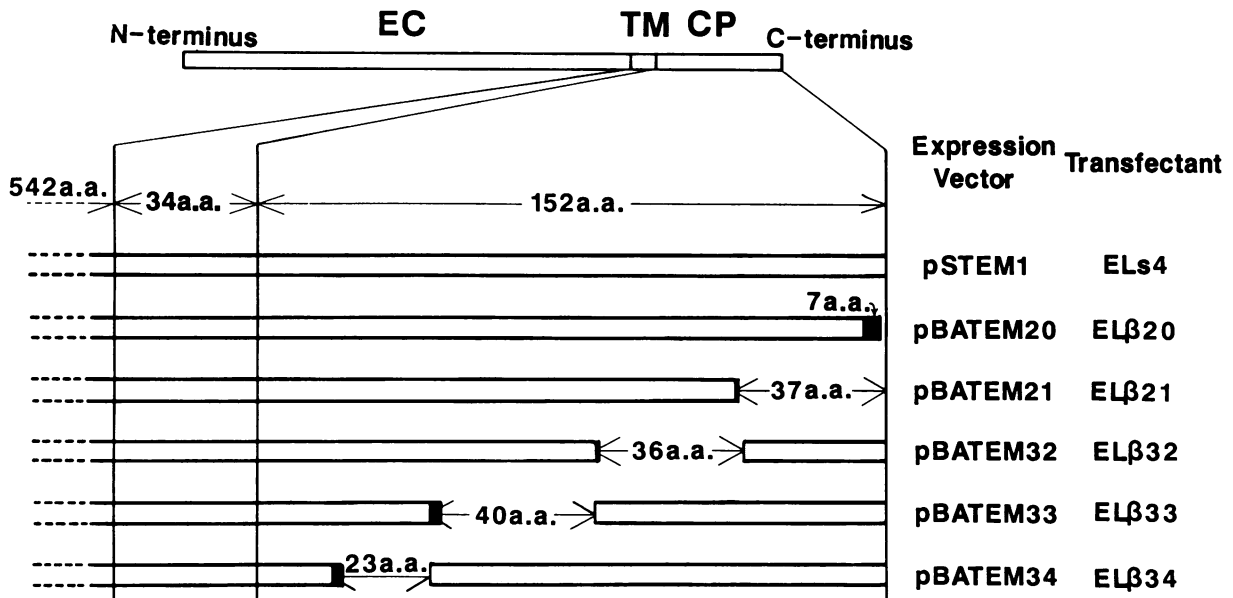 EC TM CP
N-terminus C-terminus
Expression Vector Transfectant
542a.a. 34a.a. 152a.a.
pSTEM1 ELs4
7a.a.
pBATEM20 ELβ20
37a.a. pBATEM21 ELβ21
36a.a. pBATEM32 ELβ32
40a.a. pBATEM33 ELβ33
23a.a. pBATEM34 ELβ34